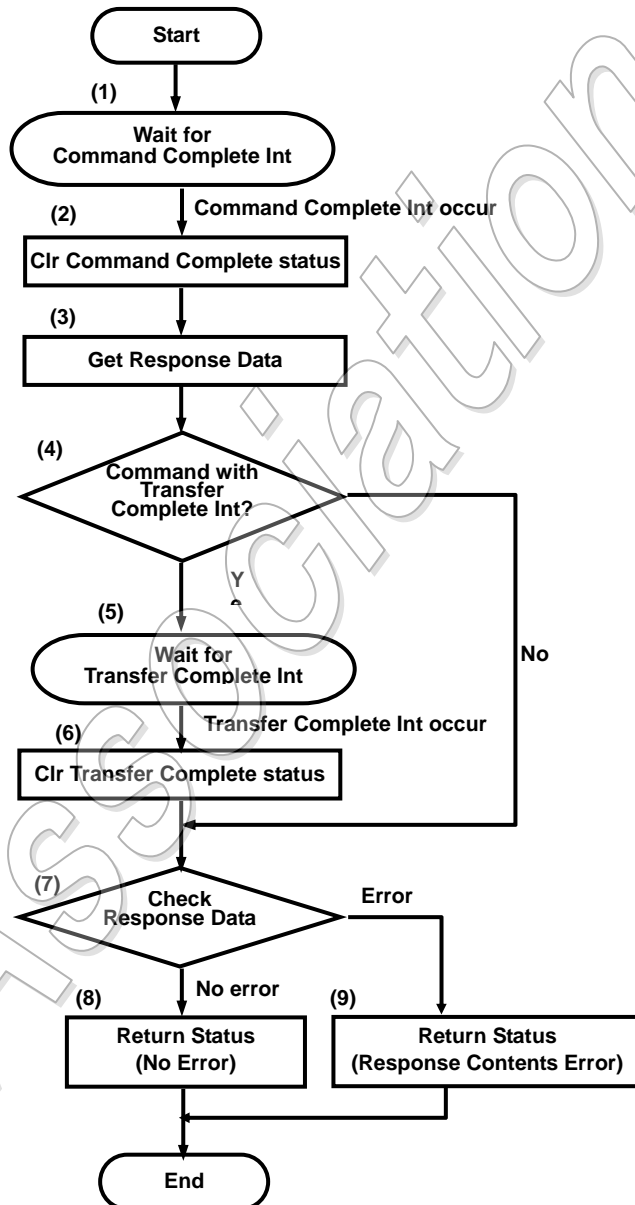 Start
(1)
Wait for
Command Complete Int
Command Complete Int occur
(2)
Clr Command Complete status
(3)
Get Response Data
(4)
Command with
Transfer
Complete Int?
Y
(5)
No
Wait for
Transfer Complete Int
Transfer Complete Int occur
(6)
Clr Transfer Complete status
(7)
Check
Response Data
Error
No error
(8)
(9)
Return Status
(No Error)
Return Status
(Response Contents Error)
End
ssociation